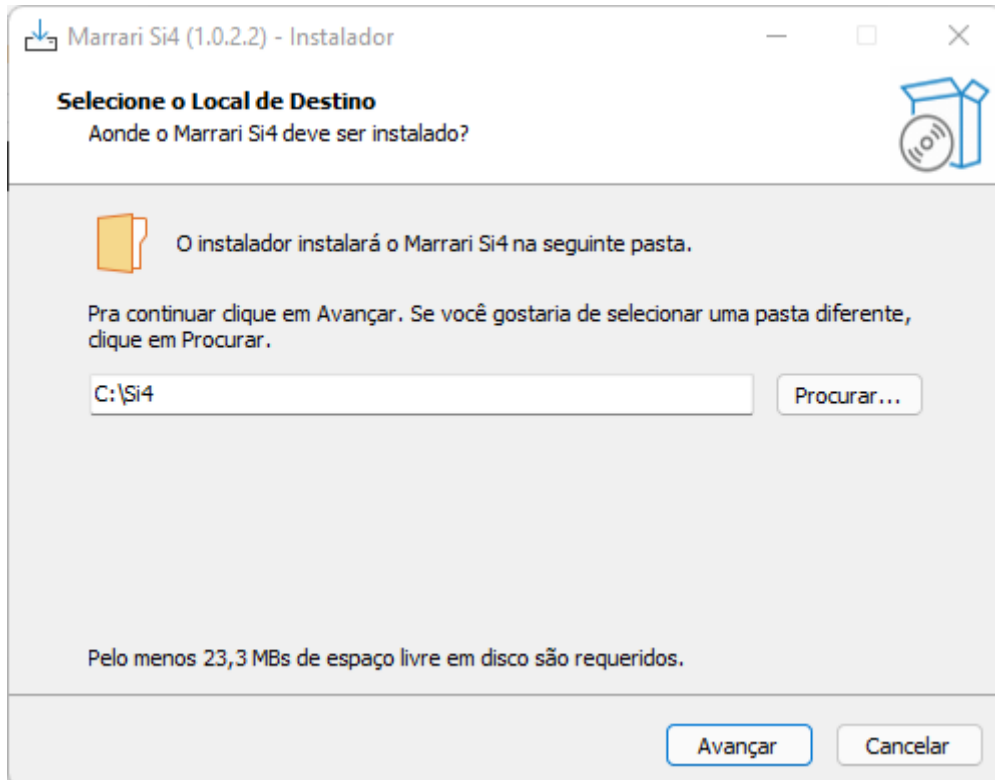 Marrari Si4 (1.0.2.2) - Instalador
Selecione o Local de Destino
Aonde o Marrari Si4 deve ser instalado?
O instalador instalará o Marrari Si4 na seguinte pasta.
Pra continuar clique em Avançar. Se você gostaria de selecionar uma pasta diferente,
clique em Procurar.
C:\Si4
Procurar...
Pelo menos 23,3 MBs de espaço livre em disco são requeridos.
Avançar
Cancelar